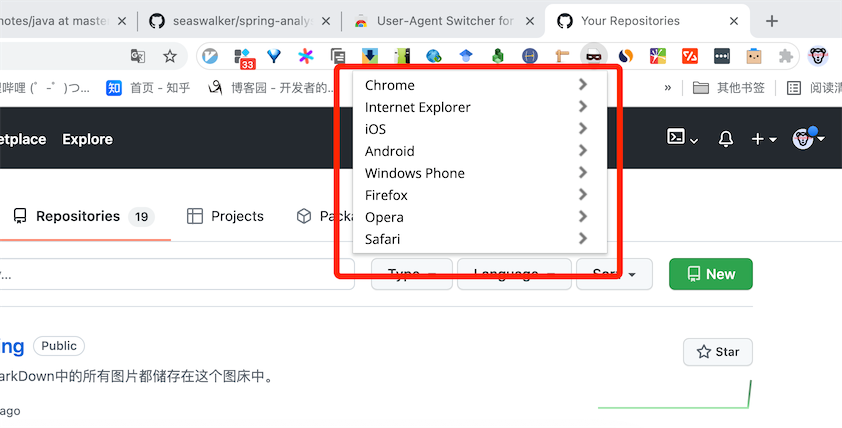 notes/java at maste
seaswalker/spring-analys
User-Agent Switcher for
Your Repositories
33
哔哩 (゜-゜)つ...
知 首页 - 知乎
博客园 - 开发者的...
»
其他书签
阅读清
Chrome
Internet Explorer
iOS
Android
Windows Phone
Firefox
Opera
Safari
etplace
Explore
Repositories 19
Projects
Packa
...
Type
Language
Sort
New
ing
Public
Star
arkDown中的所有图片都储存在这个图床中。
ago